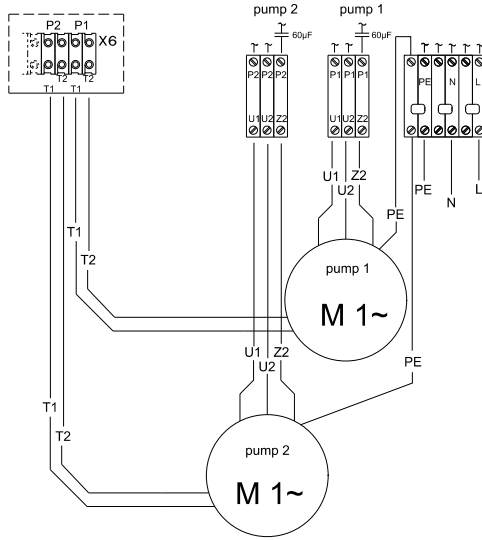 pump 2 pump 1
P2 P1
X6
60µF 60µF
P2 P2 P2 P1 P1 P1
PE N L
T2 T2
T1 T1
U1 U2 Z2 U1 U2 Z2
U1 Z2
U2
PE N L
PE
T1
T2
pump 1
M 1~
U1 Z2
U2
PE
T1
T2
pump 2
M 1~